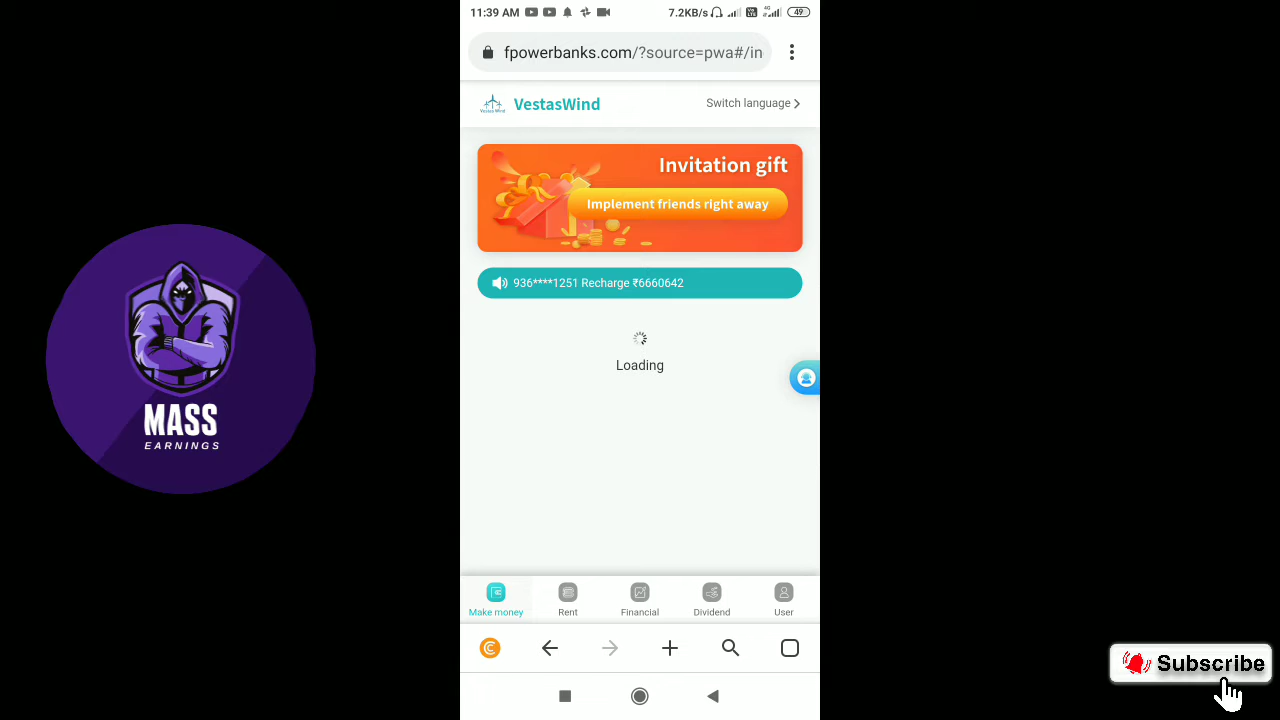 11:39 AM
7.2KB/s
49
fpowerbanks.com/?source=pwa#/in
VestasWind
Switch language
Invitation gift
Implement friends right away
936****1251 Recharge ₹6660642
Loading
MASS
EARNINGS
Make money
Rent
Financial
Dividend
User
Subscribe